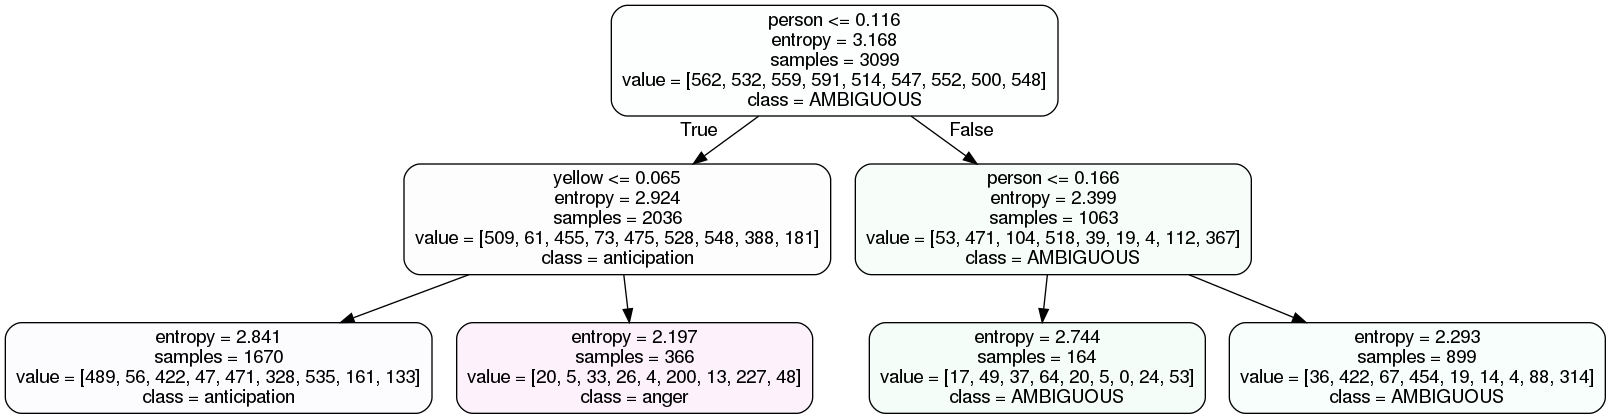 person <= 0.116
entropy = 3.168
samples = 3099
value = [562, 532, 559, 591, 514, 547, 552, 500, 548]
class = AMBIGUOUS
True
False
yellow <= 0.065
entropy = 2.924
samples = 2036
value = [509, 61, 455, 73, 475, 528, 548, 388, 181]
class = anticipation
person <= 0.166
entropy = 2.399
samples = 1063
value = [53, 471, 104, 518, 39, 19, 4, 112, 367]
class = AMBIGUOUS
entropy = 2.841
samples = 1670
value = [489, 56, 422, 47, 471, 328, 535, 161, 133]
class = anticipation
entropy = 2.197
samples = 366
value = [20, 5, 33, 26, 4, 200, 13, 227, 48]
class = anger
entropy = 2.744
samples = 164
value = [17, 49, 37, 64, 20, 5, 0, 24, 53]
class = AMBIGUOUS
entropy = 2.293
samples = 899
value = [36, 422, 67, 454, 19, 14, 4, 88, 314]
class = AMBIGUOUS